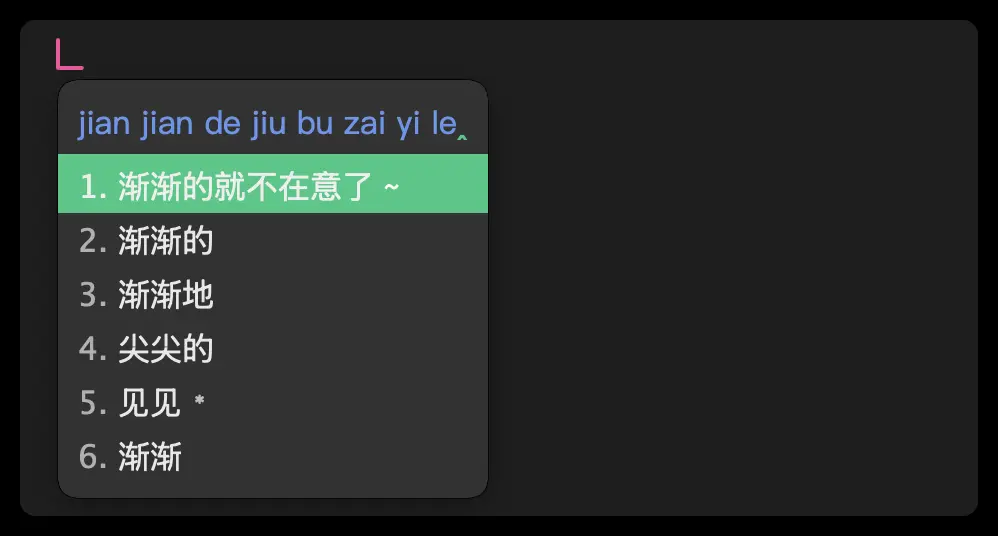 jian jian de jiu bu zai yi le‸
1. 渐渐的就不在意了 ~
2. 渐渐的
3. 渐渐地
4. 尖尖的
5. 见见 *
6. 渐渐